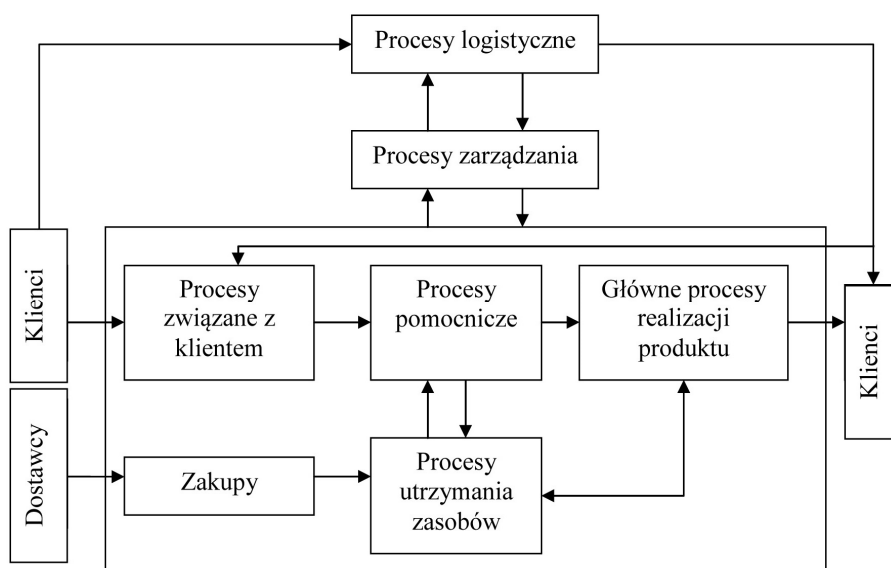 Procesy logistyczne
Procesy zarządzania
Klienci
Procesy
związane z
klientem
Procesy
pomocnicze
Główne procesy
realizacji
produktu
Klienci
Dostawcy
Zakupy
Procesy
utrzymania
zasobów